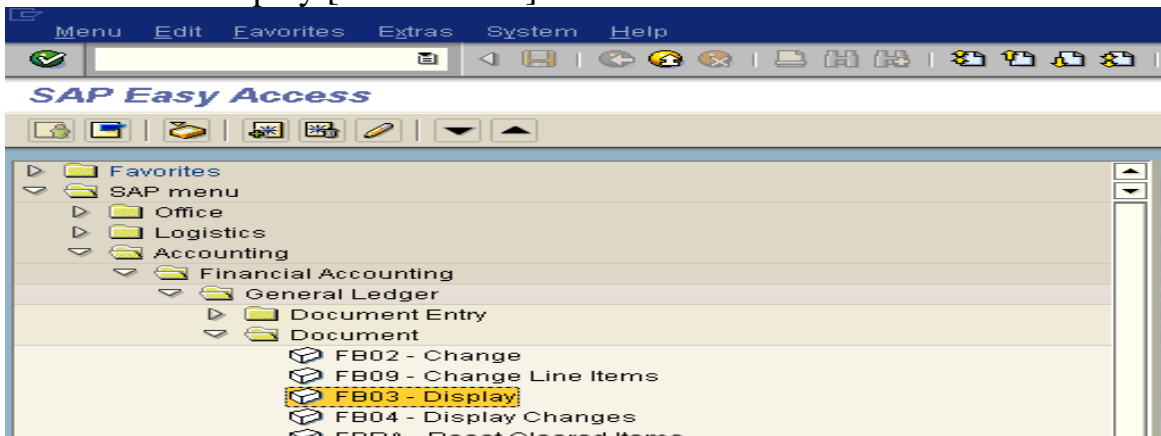 Menu Edit Favorites Extras System Help
SAP Easy Access
Favorites
SAP menu
Office
Logistics
Accounting
Financial Accounting
General Ledger
Document Entry
Document
FB02 - Change
FB09 - Change Line Items
FB03 - Display
FB04 - Display Changes